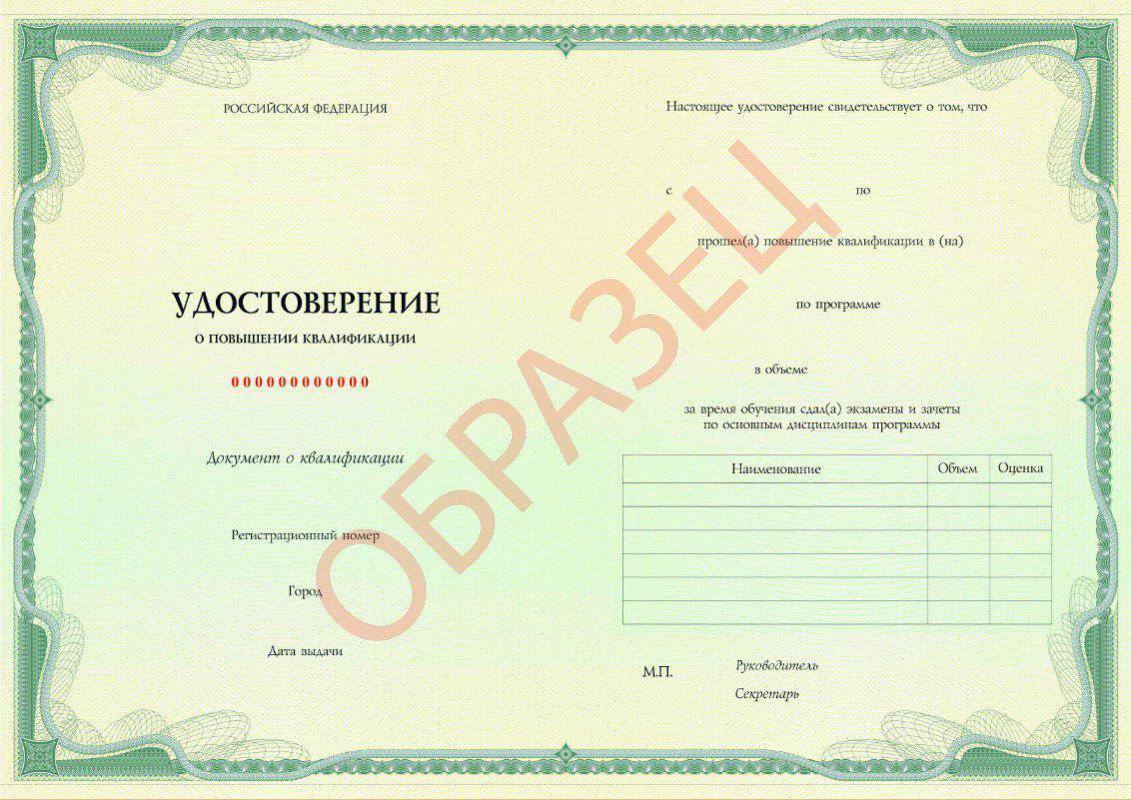 РОССИЙСКАЯ ФЕДЕРАЦИЯ
УДОСТОВЕРЕНИЕ
О ПОВЫШЕНИИ КВАЛИФИКАЦИИ
000000000000
Документ о квалификации
Регистрационный номер
Город
Дата выдачи
Настоящее удостоверение свидетельствует о том, что
с по
прошел(а) повышение квалификации в (на)
по программе
в объеме
за время обучения сдал(а) экзамены и зачеты
по основным дисциплинам программы
Наименование Объем Оценка
М.П.
Руководитель
Секретарь
ОБРАЗЕЦ